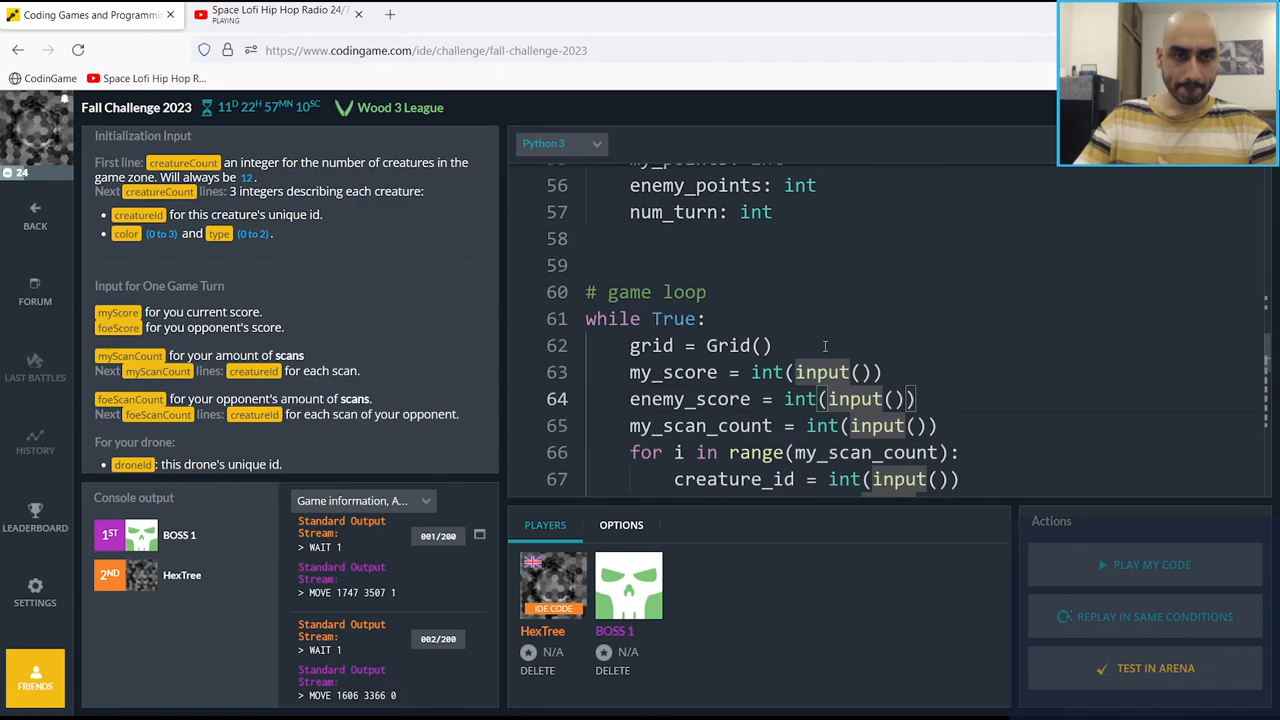 Coding Games and Programmi
Space Lofi Hip Hop Radio 24/7
PLAYING
https://www.codingame.com/ide/challenge/fall-challenge-2023
CodinGame
Space Lofi Hip Hop R...
24
BACK
FORUM
LAST BATTLES
HISTORY
LEADERBOARD
SETTINGS
FRIENDS
Fall Challenge 2023
11D 22H 57MN 10SC
Wood 3 League
Initialization Input
First line: creatureCount an integer for the number of creatures in the
game zone. Will always be 12.
Next creatureCount lines: 3 integers describing each creature:
• creatureId for this creature's unique id.
• color (0 to 3) and type (0 to 2).
Input for One Game Turn
myScore for you current score.
foeScore for you opponent's score.
myScanCount for your amount of scans
Next myScanCount lines: creatureId for each scan.
foeScanCount for your opponent's amount of scans.
Next foeScanCount lines: creatureId for each scan of your opponent.
For your drone:
• droneId: this drone's unique id.
Console output
Game information, A...
1ST BOSS 1
2ND HexTree
Standard Output
Stream:
> WAIT 1
001/200
Standard Output
Stream:
> MOVE 1747 3507 1
Standard Output
Stream:
> WAIT 1
002/200
Standard Output
Stream:
> MOVE 1606 3366 0
Python 3
my_points: int
56 enemy_points: int
57 num_turn: int
58
59
60 # game loop
61 while True:
62 grid = Grid()
63 my_score = int(input())
64 enemy_score = int(input())
65 my_scan_count = int(input())
66 for i in range(my_scan_count):
67 creature_id = int(input())
PLAYERS
OPTIONS
IDE CODE
HexTree
N/A
DELETE
BOSS 1
N/A
DELETE
Actions
PLAY MY CODE
REPLAY IN SAME CONDITIONS
TEST IN ARENA